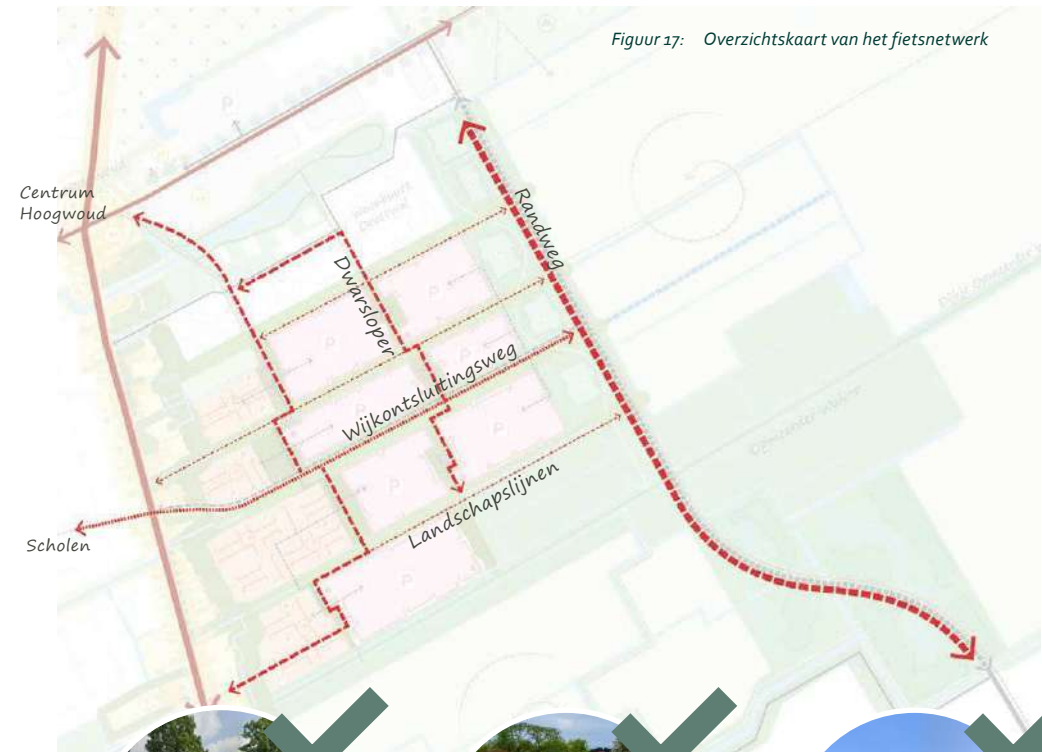 Figuur 17: Overzichtskaart van het fietsnetwerk
Centrum
Hoogwoud
Randweg
Dwarsloper
Wijkontsluitingsweg
Landschapslijnen
Scholen
P
P
P
P
P
P